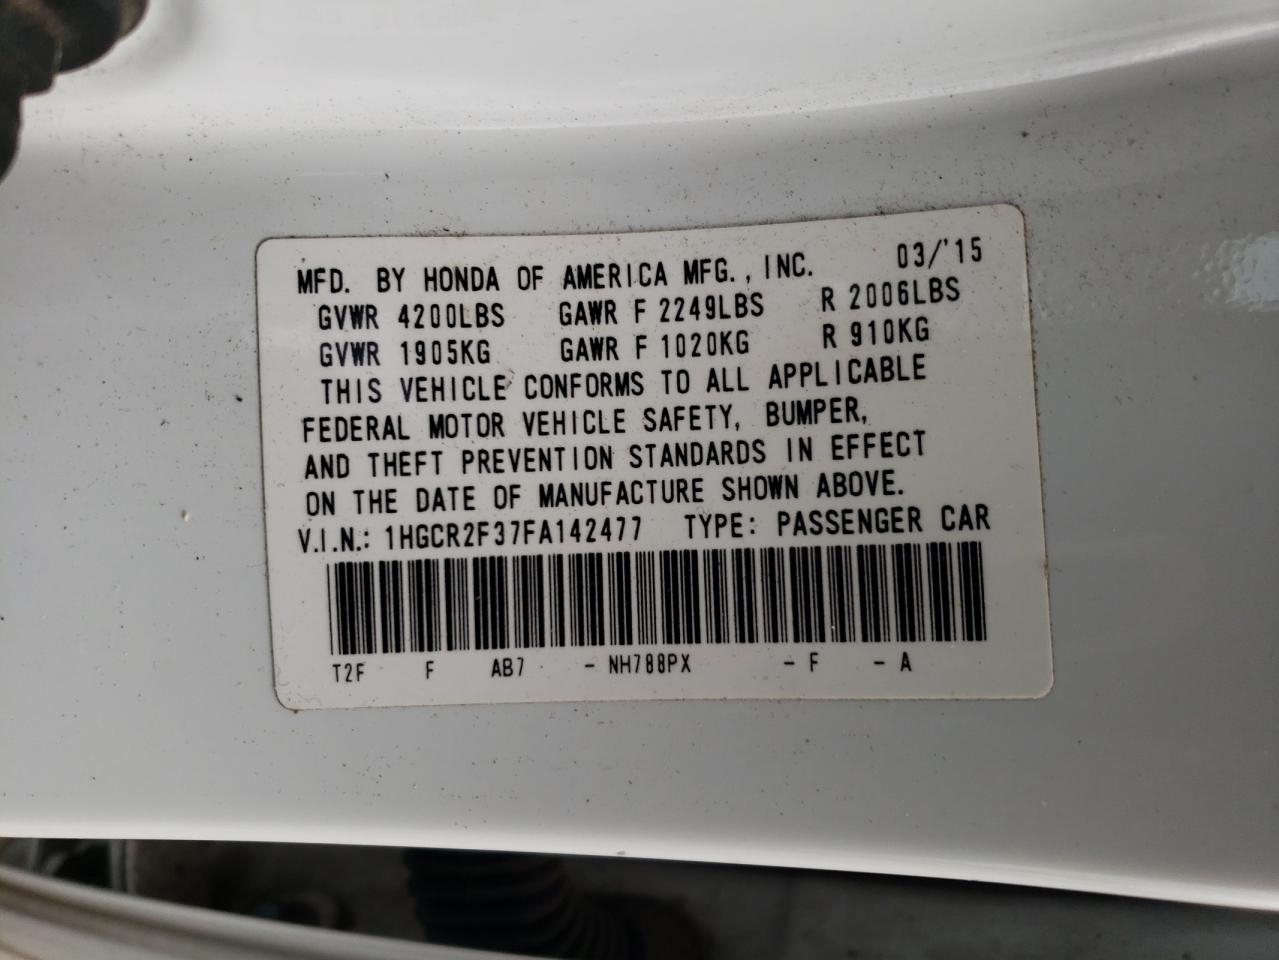 MFD. BY HONDA OF AMERICA MFG., INC. 03/'15
GVWR 4200LBS GAWR F 2249LBS R 2006LBS
GVWR 1905KG GAWR F 1020KG R 910KG
THIS VEHICLE CONFORMS TO ALL APPLICABLE
FEDERAL MOTOR VEHICLE SAFETY, BUMPER,
AND THEFT PREVENTION STANDARDS IN EFFECT
ON THE DATE OF MANUFACTURE SHOWN ABOVE.
V.I.N.: 1HGCR2F37FA142477 TYPE: PASSENGER CAR
T2F F AB7 - NH788PX - F - A